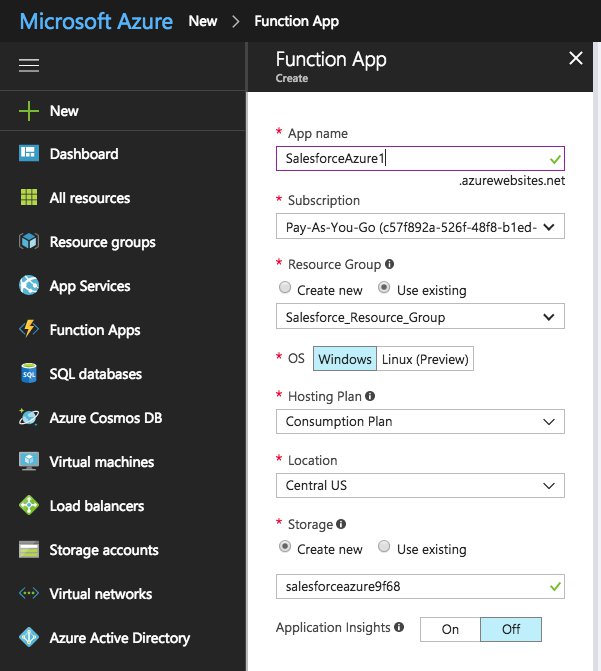 Microsoft Azure New > Function App
Function App
Create
New
Dashboard
All resources
Resource groups
App Services
Function Apps
SQL databases
Azure Cosmos DB
Virtual machines
Load balancers
Storage accounts
Virtual networks
Azure Active Directory
* App name
SalesforceAzure1
.azurewebsites.net
* Subscription
Pay-As-You-Go (c57f892a-526f-48f8-b1ed-
* Resource Group
Create new Use existing
Salesforce_Resource_Group
* OS Windows Linux (Preview)
* Hosting Plan
Consumption Plan
* Location
Central US
* Storage
Create new Use existing
salesforceazure9f68
Application Insights On Off